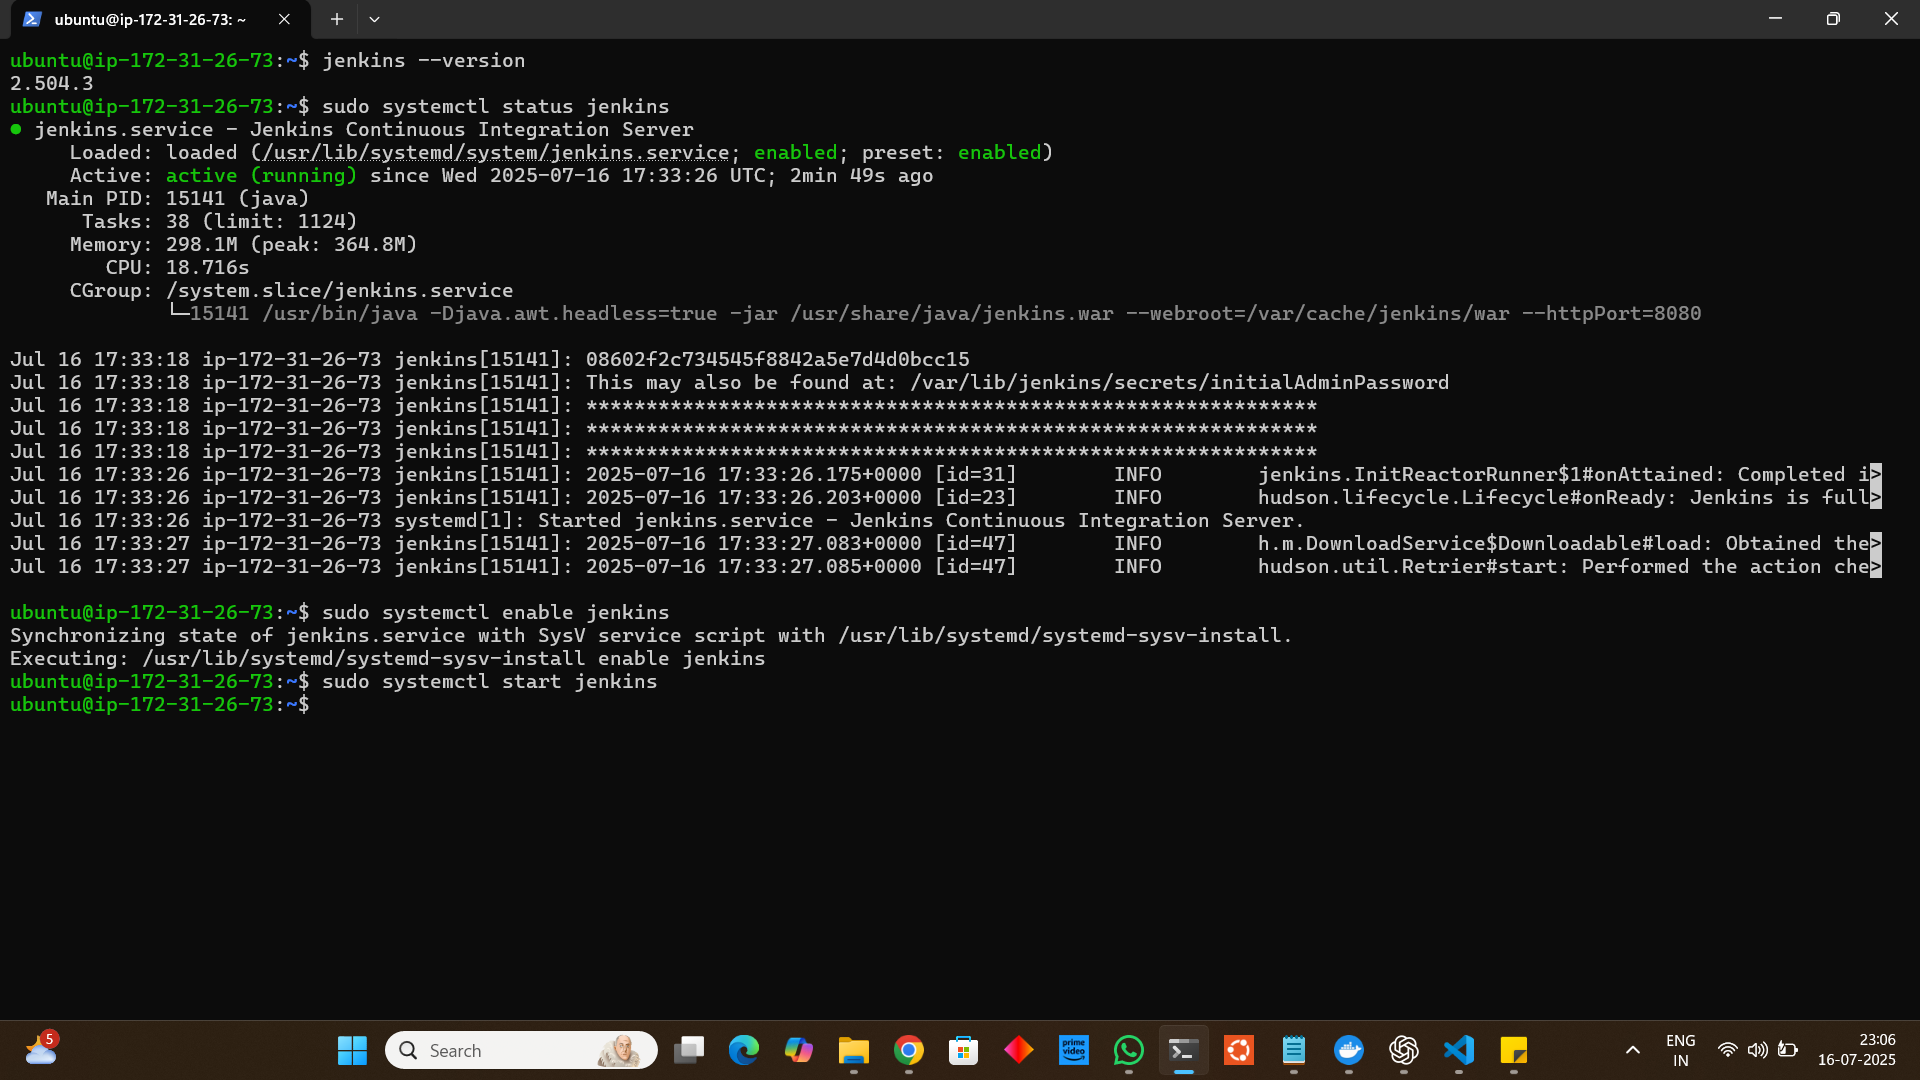 ubuntu@ip-172-31-26-73: ~
ubuntu@ip-172-31-26-73:~$ jenkins --version
2.504.3
ubuntu@ip-172-31-26-73:~$ sudo systemctl status jenkins
● jenkins.service - Jenkins Continuous Integration Server
     Loaded: loaded (/usr/lib/systemd/system/jenkins.service; enabled; preset: enabled)
     Active: active (running) since Wed 2025-07-16 17:33:26 UTC; 2min 49s ago
   Main PID: 15141 (java)
      Tasks: 38 (limit: 1124)
     Memory: 298.1M (peak: 364.8M)
        CPU: 18.716s
     CGroup: /system.slice/jenkins.service
             └─15141 /usr/bin/java -Djava.awt.headless=true -jar /usr/share/java/jenkins.war --webroot=/var/cache/jenkins/war --httpPort=8080
Jul 16 17:33:18 ip-172-31-26-73 jenkins[15141]: 08602f2c734545f8842a5e7d4d0bcc15
Jul 16 17:33:18 ip-172-31-26-73 jenkins[15141]: This may also be found at: /var/lib/jenkins/secrets/initialAdminPassword
Jul 16 17:33:18 ip-172-31-26-73 jenkins[15141]: *************************************************************
Jul 16 17:33:18 ip-172-31-26-73 jenkins[15141]: *************************************************************
Jul 16 17:33:18 ip-172-31-26-73 jenkins[15141]: *************************************************************
Jul 16 17:33:26 ip-172-31-26-73 jenkins[15141]: 2025-07-16 17:33:26.175+0000 [id=31]        INFO        jenkins.InitReactorRunner$1#onAttained: Completed i>
Jul 16 17:33:26 ip-172-31-26-73 jenkins[15141]: 2025-07-16 17:33:26.203+0000 [id=23]        INFO        hudson.lifecycle.Lifecycle#onReady: Jenkins is full>
Jul 16 17:33:26 ip-172-31-26-73 systemd[1]: Started jenkins.service - Jenkins Continuous Integration Server.
Jul 16 17:33:27 ip-172-31-26-73 jenkins[15141]: 2025-07-16 17:33:27.083+0000 [id=47]        INFO        h.m.DownloadService$Downloadable#load: Obtained the>
Jul 16 17:33:27 ip-172-31-26-73 jenkins[15141]: 2025-07-16 17:33:27.085+0000 [id=47]        INFO        hudson.util.Retrier#start: Performed the action che>
ubuntu@ip-172-31-26-73:~$ sudo systemctl enable jenkins
Synchronizing state of jenkins.service with SysV service script with /usr/lib/systemd/systemd-sysv-install.
Executing: /usr/lib/systemd/systemd-sysv-install enable jenkins
ubuntu@ip-172-31-26-73:~$ sudo systemctl start jenkins
ubuntu@ip-172-31-26-73:~$
5
Search
prime video
ENG
IN
23:06
16-07-2025